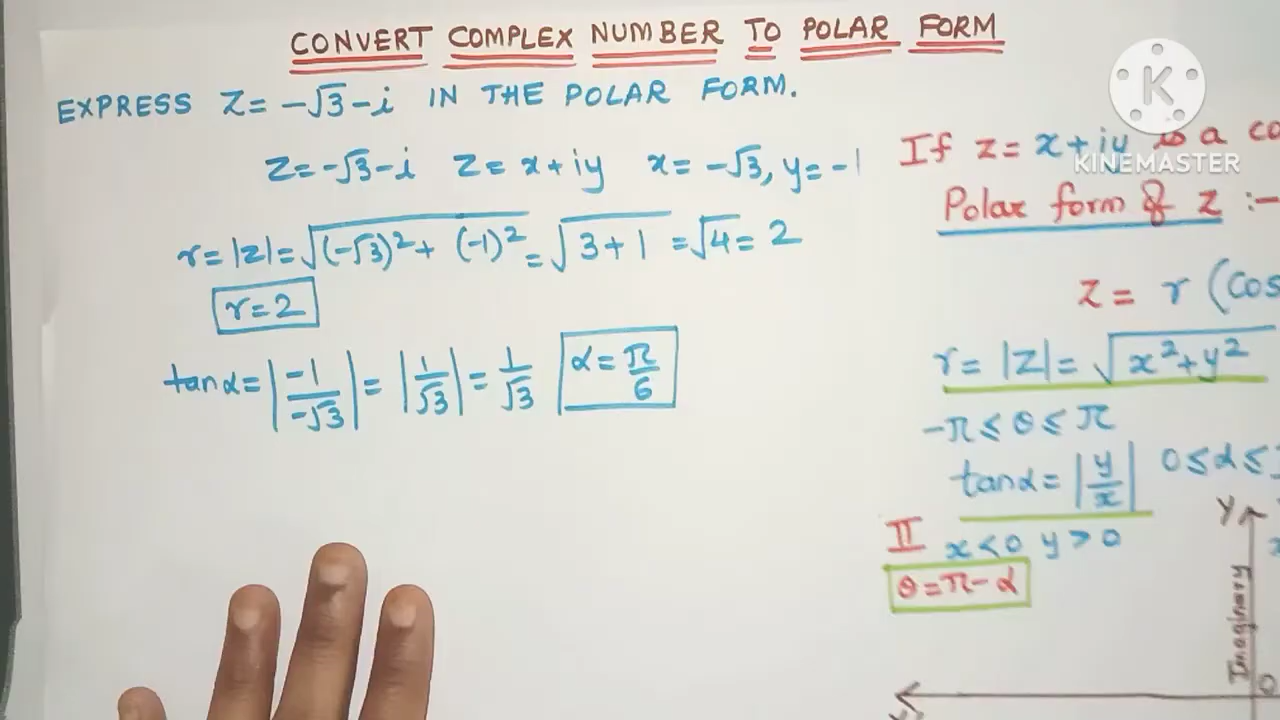 CONVERT COMPLEX NUMBER TO POLAR FORM
EXPRESS Z= -√3-i IN THE POLAR FORM.
Z=-√3-i Z= x+iy x= -√3, y= -1
r=|Z|=√(-√3)²+ (-1)² = √3+1 =√4= 2
r=2
tanα= |-1/-√3| = |1/√3| = 1/√3 α= π/6
K
KINEMASTER
If z= x+iy is a
Polar form of Z :-
Z = r (Cos
r= |Z|= √x²+y²
-π≤ θ ≤ π
tanα= |y/x| 0≤α≤
II x<0 y>0
θ=π-α
Y
Imaginary
O